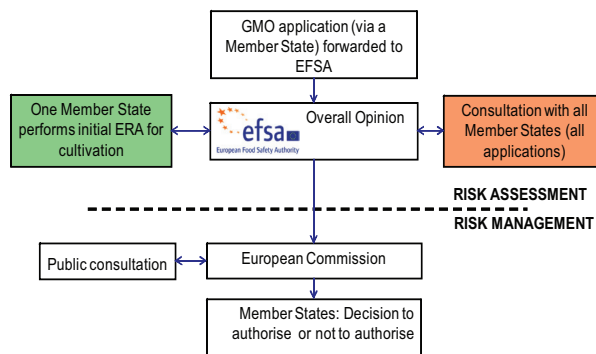 GMO application (via a
Member State) forwarded to
EFSA
One Member State
performs initial ERA for
cultivation
efsa
European Food Safety Authority
Overall Opinion
Consultation with all
Member States (all
applications)
RISK ASSESSMENT
RISK MANAGEMENT
Public consultation
European Commission
Member States: Decision to
authorise or not to authorise